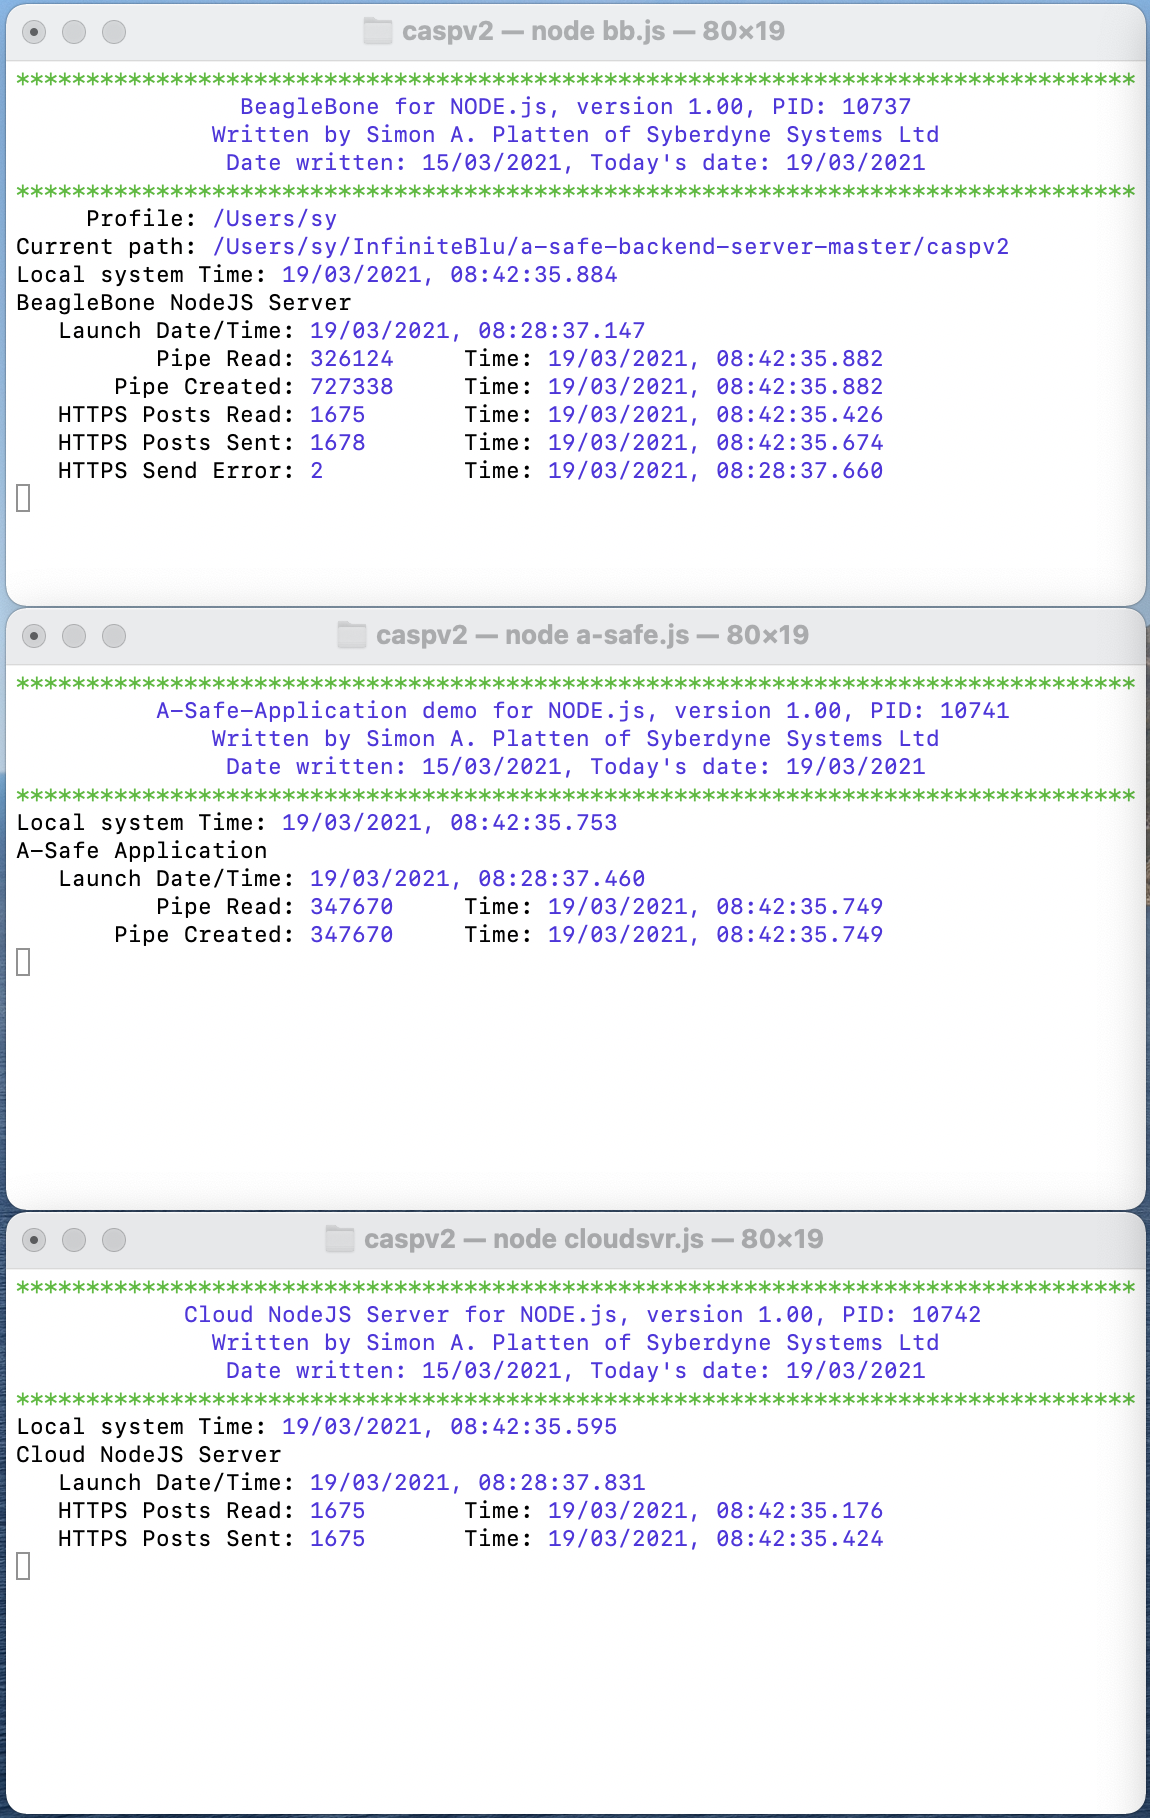 caspv2 — node bb.js — 80×19
********************************************************************************
BeagleBone for NODE.js, version 1.00, PID: 10737
Written by Simon A. Platten of Syberdyne Systems Ltd
Date written: 15/03/2021, Today's date: 19/03/2021
********************************************************************************
Profile: /Users/sy
Current path: /Users/sy/InfiniteBlu/a-safe-backend-server-master/caspv2
Local system Time: 19/03/2021, 08:42:35.884
BeagleBone NodeJS Server
Launch Date/Time: 19/03/2021, 08:28:37.147
Pipe Read: 326124 Time: 19/03/2021, 08:42:35.882
Pipe Created: 727338 Time: 19/03/2021, 08:42:35.882
HTTPS Posts Read: 1675 Time: 19/03/2021, 08:42:35.426
HTTPS Posts Sent: 1678 Time: 19/03/2021, 08:42:35.674
HTTPS Send Error: 2 Time: 19/03/2021, 08:28:37.660
caspv2 — node a-safe.js — 80×19
********************************************************************************
A-Safe-Application demo for NODE.js, version 1.00, PID: 10741
Written by Simon A. Platten of Syberdyne Systems Ltd
Date written: 15/03/2021, Today's date: 19/03/2021
********************************************************************************
Local system Time: 19/03/2021, 08:42:35.753
A-Safe Application
Launch Date/Time: 19/03/2021, 08:28:37.460
Pipe Read: 347670 Time: 19/03/2021, 08:42:35.749
Pipe Created: 347670 Time: 19/03/2021, 08:42:35.749
caspv2 — node cloudsvr.js — 80×19
********************************************************************************
Cloud NodeJS Server for NODE.js, version 1.00, PID: 10742
Written by Simon A. Platten of Syberdyne Systems Ltd
Date written: 15/03/2021, Today's date: 19/03/2021
********************************************************************************
Local system Time: 19/03/2021, 08:42:35.595
Cloud NodeJS Server
Launch Date/Time: 19/03/2021, 08:28:37.831
HTTPS Posts Read: 1675 Time: 19/03/2021, 08:42:35.176
HTTPS Posts Sent: 1675 Time: 19/03/2021, 08:42:35.424